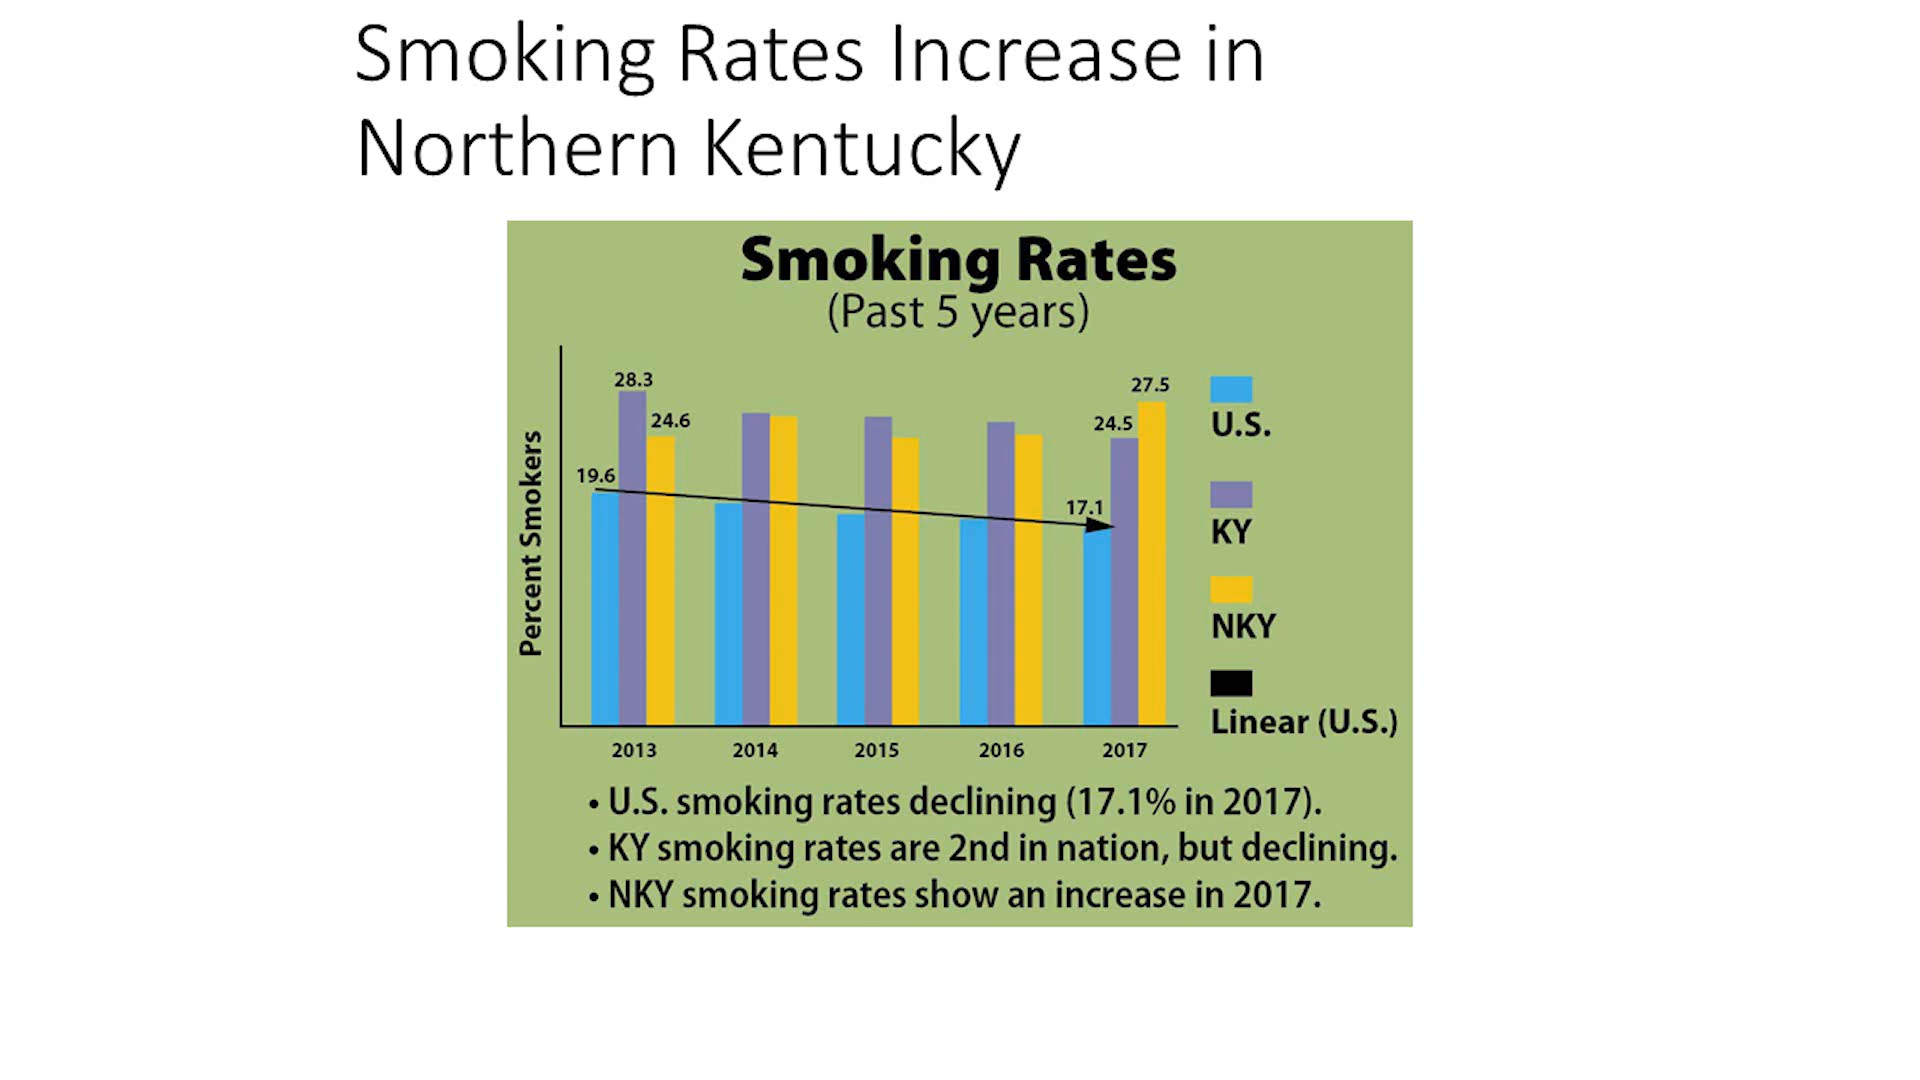 Smoking Rates Increase in
Northern Kentucky
Smoking Rates
(Past 5 years)
Percent Smokers
28.3
24.6
19.6
27.5
24.5
17.1
U.S.
KY
NKY
Linear (U.S.)
2013 2014 2015 2016 2017
• U.S. smoking rates declining (17.1% in 2017).
• KY smoking rates are 2nd in nation, but declining.
• NKY smoking rates show an increase in 2017.